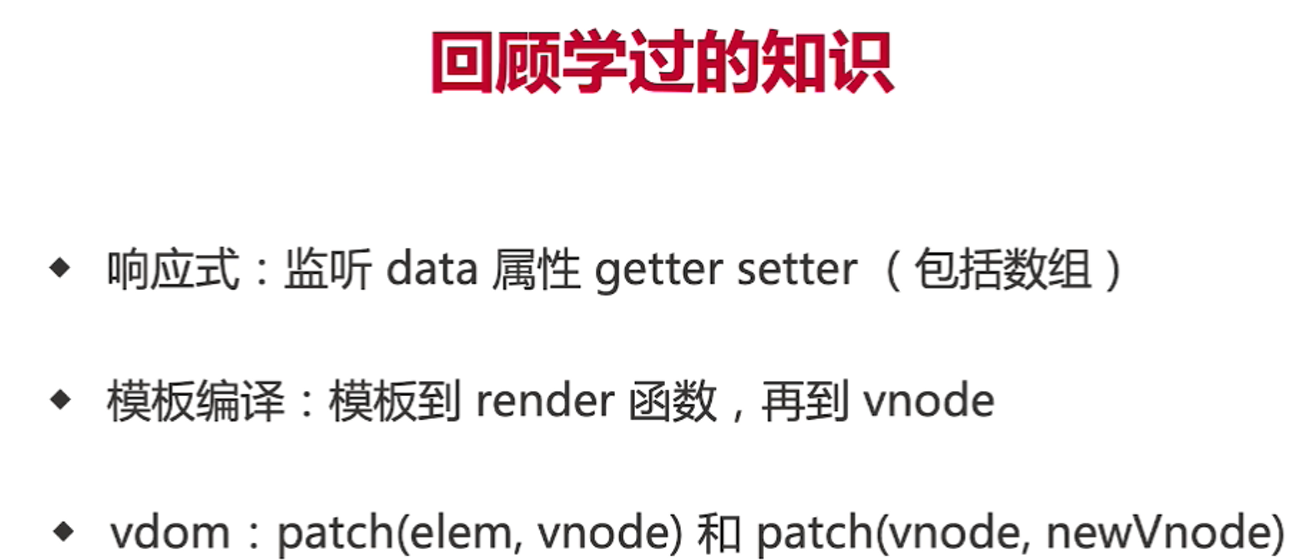 回顾学过的知识
◆ 响应式：监听 data 属性 getter setter （包括数组）
◆ 模板编译：模板到 render 函数，再到 vnode
◆ vdom：patch(elem, vnode) 和 patch(vnode, newVnode)